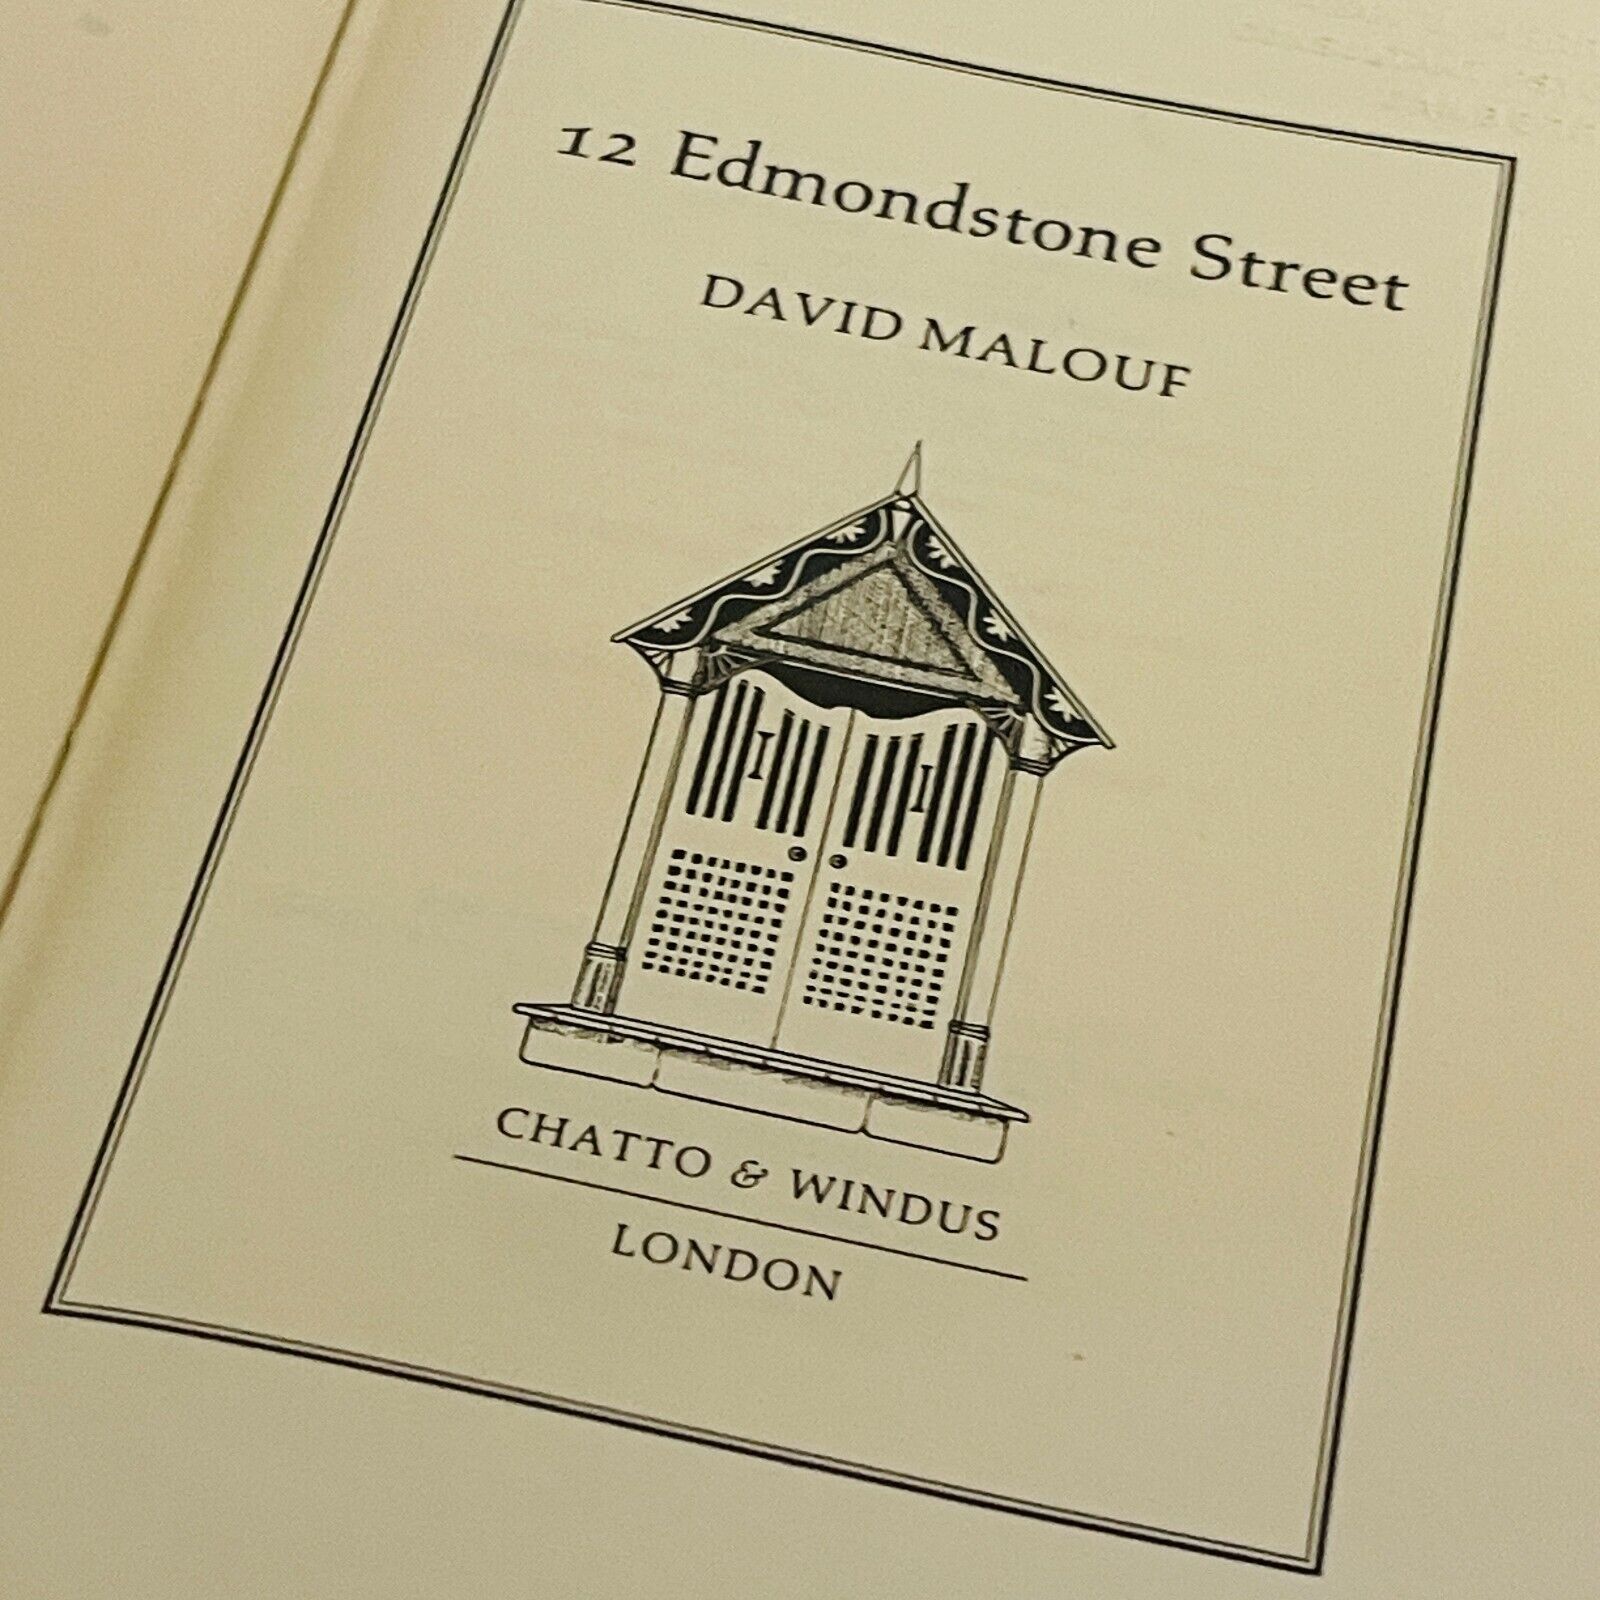 12 Edmondstone Street
DAVID MALOUF
CHATTO & WINDUS
LONDON